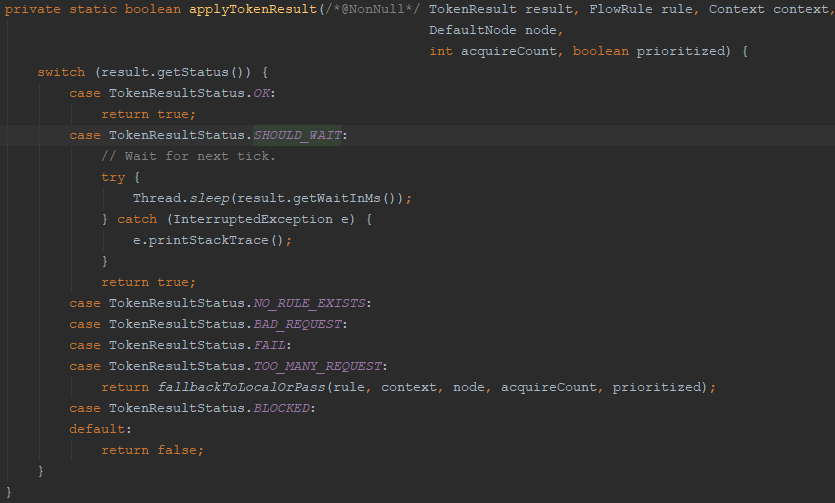 private static boolean applyTokenResult(/*@NonNull*/ TokenResult result, FlowRule rule, Context context,
DefaultNode node,
int acquireCount, boolean prioritized) {
switch (result.getStatus()) {
case TokenResultStatus.OK:
return true;
case TokenResultStatus.SHOULD_WAIT:
// Wait for next tick.
try {
Thread.sleep(result.getWaitInMs());
} catch (InterruptedException e) {
e.printStackTrace();
}
return true;
case TokenResultStatus.NO_RULE_EXISTS:
case TokenResultStatus.BAD_REQUEST:
case TokenResultStatus.FAIL:
case TokenResultStatus.TOO_MANY_REQUEST:
return fallbackToLocalOrPass(rule, context, node, acquireCount, prioritized);
case TokenResultStatus.BLOCKED:
default:
return false;
}
}